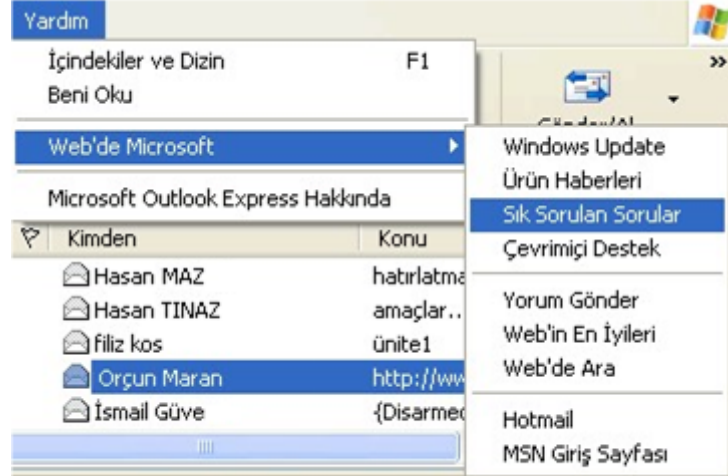 Yardım
İçindekiler ve Dizin F1
Beni Oku
Web'de Microsoft
Microsoft Outlook Express Hakkında
Kimden Konu
Hasan MAZ hatırlatma
Hasan TINAZ amaçlar..
filiz kos ünite1
Orçun Maran http://ww
İsmail Güve {Disarmed
»
Windows Update
Ürün Haberleri
Sık Sorulan Sorular
Çevrimiçi Destek
Yorum Gönder
Web'in En İyileri
Web'de Ara
Hotmail
MSN Giriş Sayfası